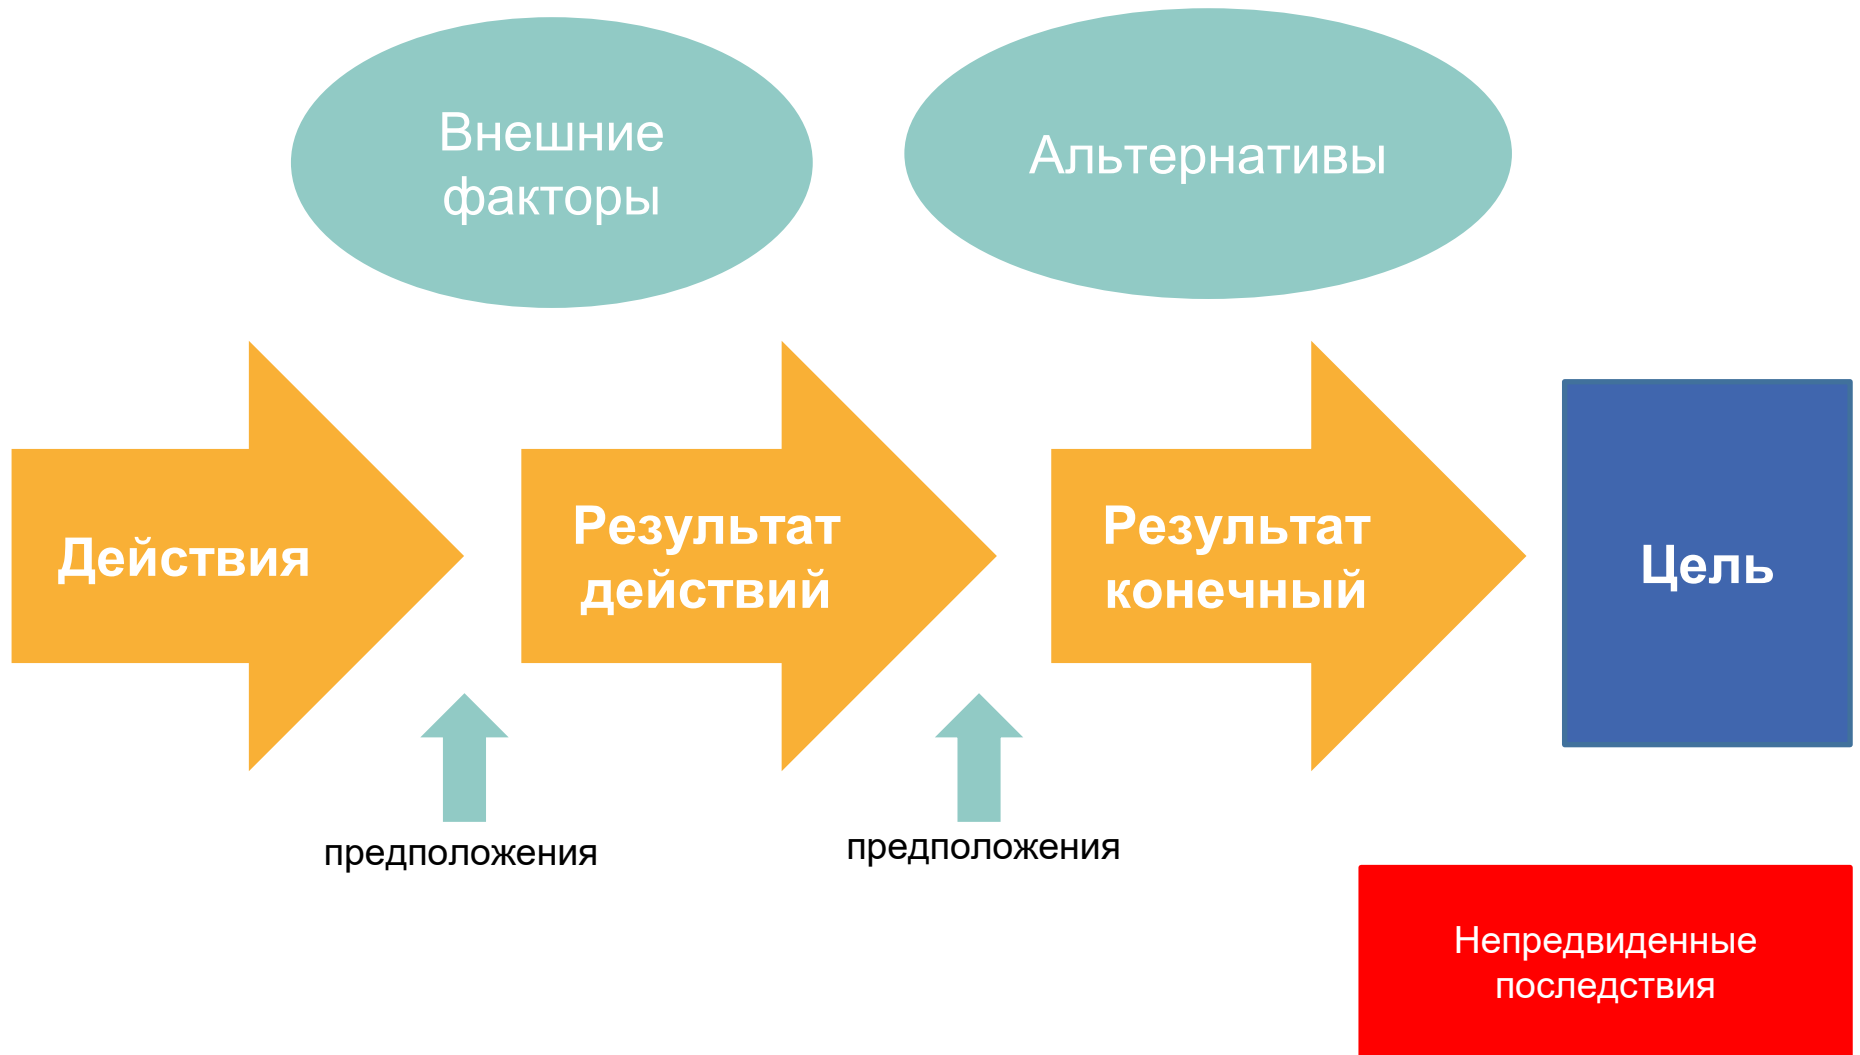 Внешние
факторы
Альтернативы
Действия
Результат
действий
Результат
конечный
Цель
предположения
предположения
Непредвиденные
последствия